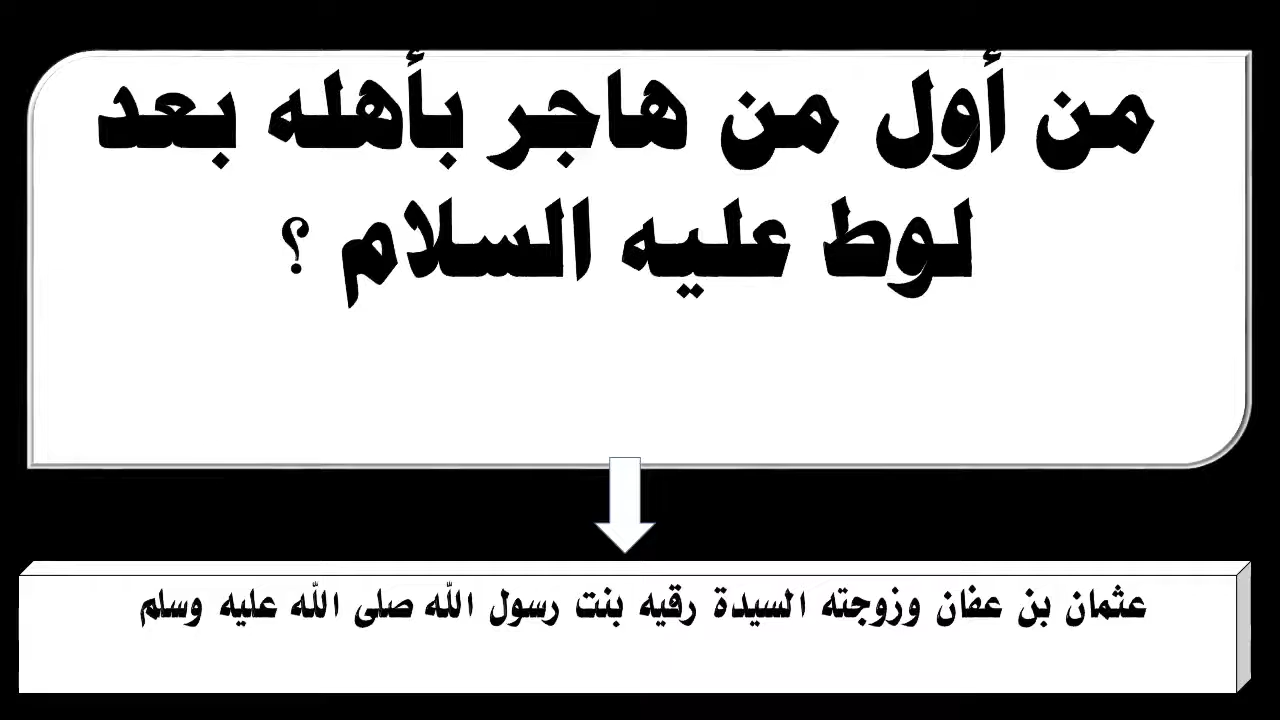 من أول من هاجر بأهله بعد
لوط عليه السلام ؟
عثمان بن عفان وزوجته السيدة رقيه بنت رسول الله صلى الله عليه وسلم